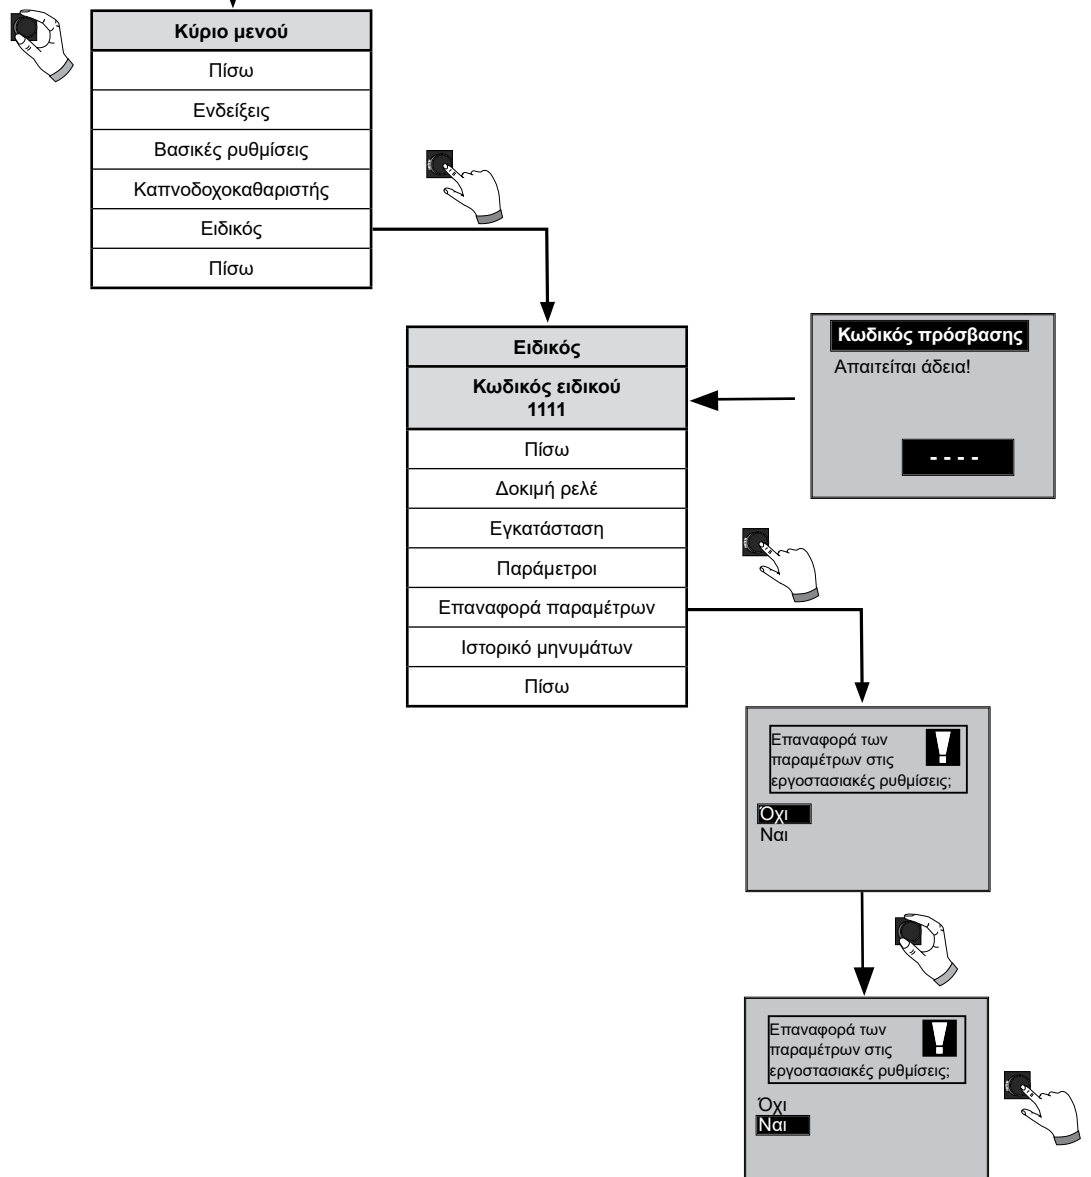 Κύριο μενού
Πίσω
Ενδείξεις
Βασικές ρυθμίσεις
Καπνοδοχοκαθαριστής
Ειδικός
Πίσω
Ειδικός
Κωδικός ειδικού
1111
Πίσω
Δοκιμή ρελέ
Εγκατάσταση
Παράμετροι
Επαναφορά παραμέτρων
Ιστορικό μηνυμάτων
Πίσω
Κωδικός πρόσβασης
Απαιτείται άδεια!
- - - -
Επαναφορά των
παραμέτρων στις
εργοστασιακές ρυθμίσεις;
Όχι
Ναι
Επαναφορά των
παραμέτρων στις
εργοστασιακές ρυθμίσεις;
Όχι
Ναι